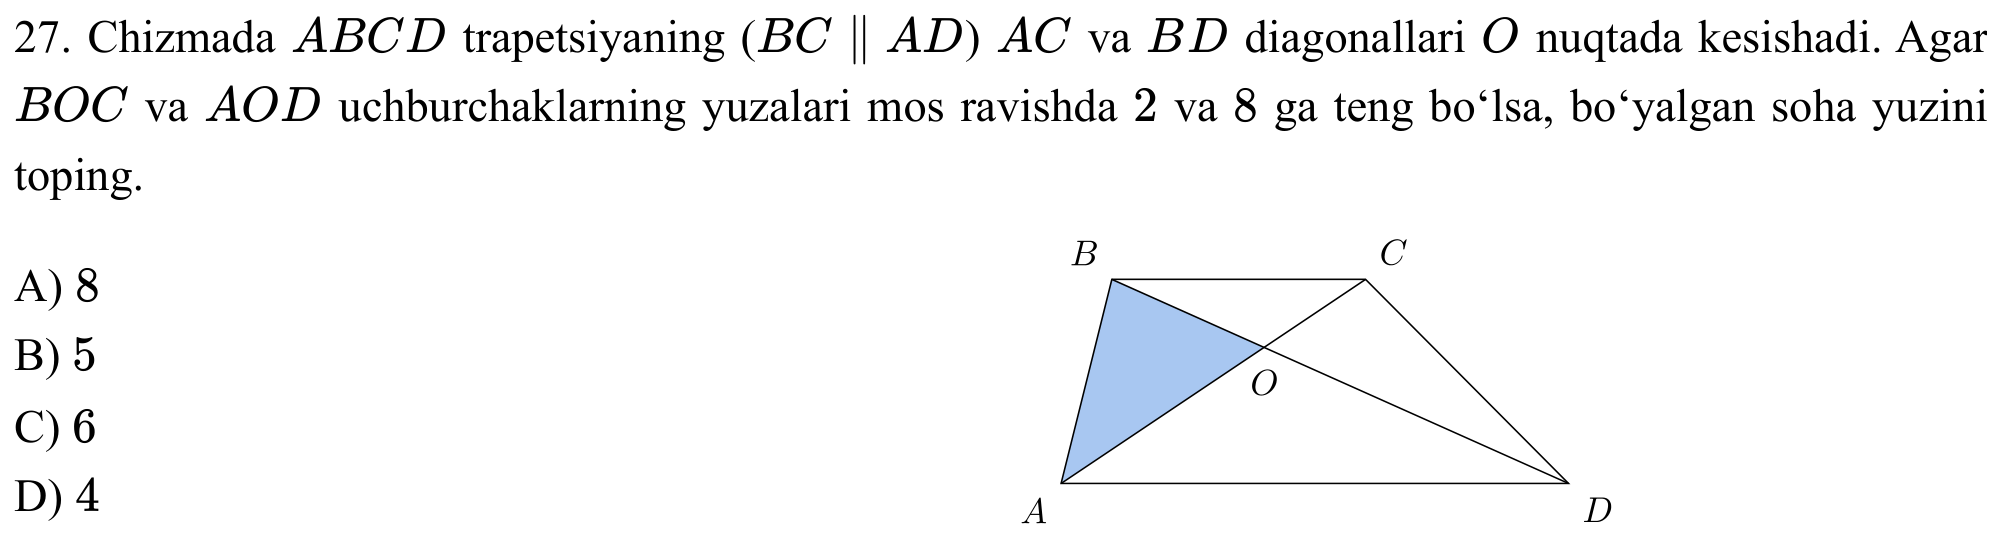 27. Chizmada ABCD trapetsiyaning (BC ∥ AD) AC va BD diagonallari O nuqtada kesishadi. Agar
BOC va AOD uchburchaklarning yuzalari mos ravishda 2 va 8 ga teng bo‘lsa, bo‘yalgan soha yuzini
toping.
A) 8
B) 5
C) 6
D) 4
B
C
O
A
D